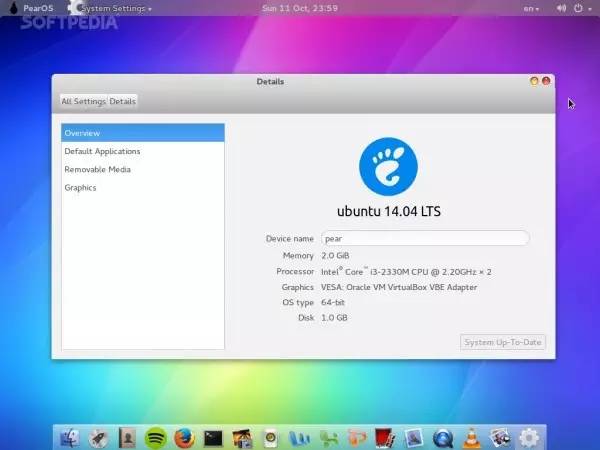 PearOS System Settings Sun 11 Oct, 23:59 en
SOFTPEDIA
Details
All Settings Details
Overview
Default Applications
Removable Media
Graphics
ubuntu 14.04 LTS
Device name pear
Memory 2.0 GiB
Processor Intel® Core™ i3-2330M CPU @ 2.20GHz × 2
Graphics VESA: Oracle VM VirtualBox VBE Adapter
OS type 64-bit
Disk 1.0 GB
System Up-To-Date